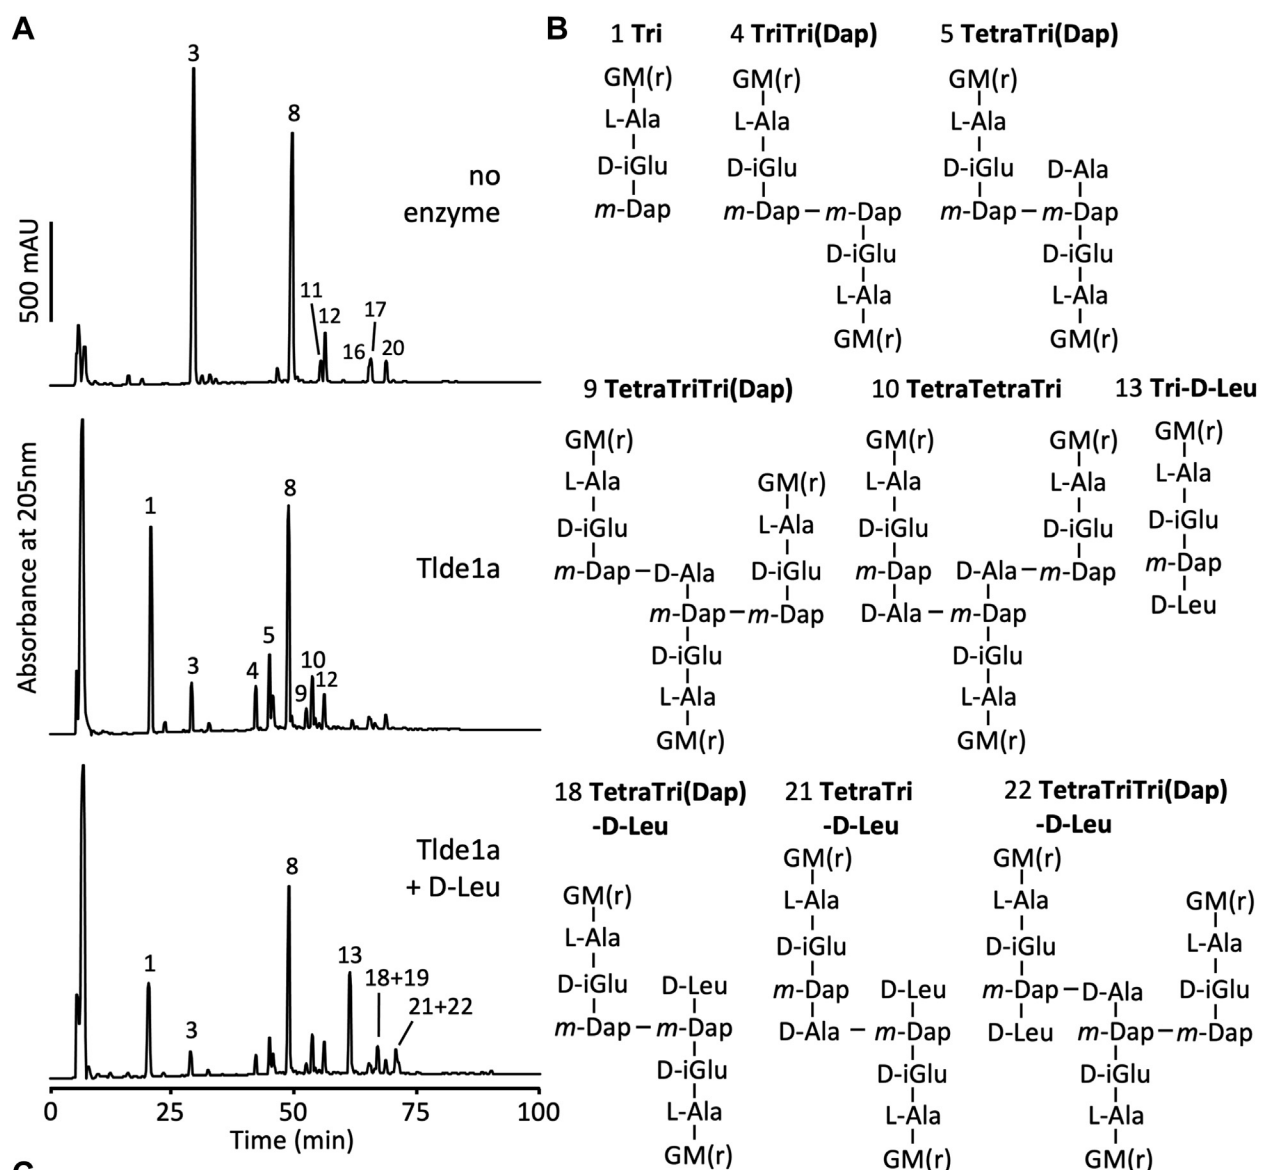 A
500 mAU
Absorbance at 205nm
3
8
11
12
16
17
20
no
enzyme
1
3
4
5
8
9
10
12
Tlde1a
1
3
8
13
18+19
21+22
Tlde1a
+ D-Leu
0 25 50 75 100
Time (min)
B
1 Tri
GM(r)
L-Ala
D-iGlu
m-Dap
4 TriTri(Dap)
GM(r)
L-Ala
D-iGlu
m-Dap – m-Dap
D-iGlu
L-Ala
GM(r)
5 TetraTri(Dap)
GM(r)
L-Ala
D-iGlu D-Ala
m-Dap – m-Dap
D-iGlu
L-Ala
GM(r)
9 TetraTriTri(Dap)
GM(r)
L-Ala GM(r)
D-iGlu L-Ala
m-Dap – D-Ala D-iGlu
m-Dap – m-Dap
D-iGlu
L-Ala
GM(r)
10 TetraTetraTri
GM(r) GM(r)
L-Ala L-Ala
D-iGlu D-iGlu
m-Dap D-Ala – m-Dap
D-Ala – m-Dap
D-iGlu
L-Ala
GM(r)
13 Tri-D-Leu
GM(r)
L-Ala
D-iGlu
m-Dap
D-Leu
18 TetraTri(Dap)
-D-Leu
GM(r)
L-Ala
D-iGlu D-Leu
m-Dap – m-Dap
D-iGlu
L-Ala
GM(r)
21 TetraTri
-D-Leu
GM(r)
L-Ala
D-iGlu
m-Dap D-Leu
D-Ala – m-Dap
D-iGlu
L-Ala
GM(r)
22 TetraTriTri(Dap)
-D-Leu
GM(r)
L-Ala GM(r)
D-iGlu L-Ala
m-Dap – D-Ala D-iGlu
D-Leu m-Dap – m-Dap
D-iGlu
L-Ala
GM(r)